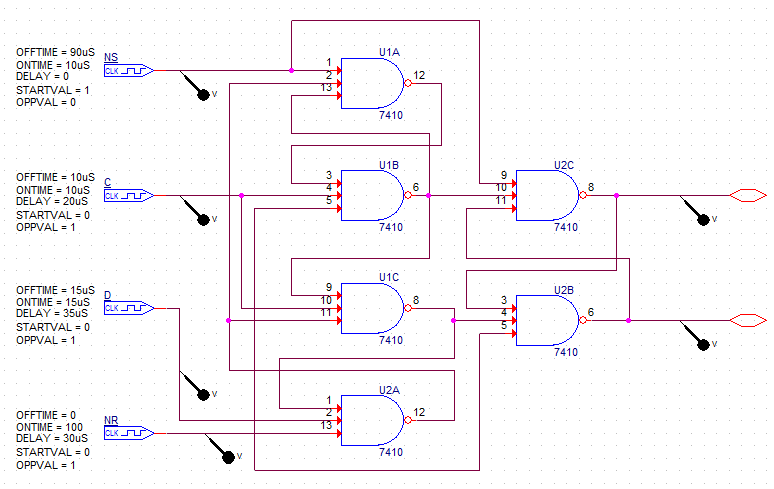 OFFTIME = 90uS
ONTIME = 10uS
DELAY = 0
STARTVAL = 1
OPPVAL = 0
NS
CLK
V
U1A
1
2
13
12
7410
OFFTIME = 10uS
ONTIME = 10uS
DELAY = 20uS
STARTVAL = 0
OPPVAL = 1
C
CLK
V
U1B
3
4
5
6
7410
U2C
9
10
11
8
7410
V
OFFTIME = 15uS
ONTIME = 15uS
DELAY = 35uS
STARTVAL = 0
OPPVAL = 1
D
CLK
V
U1C
9
10
11
8
7410
U2B
3
4
5
6
7410
V
OFFTIME = 0
ONTIME = 100
DELAY = 30uS
STARTVAL = 0
OPPVAL = 1
NR
CLK
V
U2A
1
2
13
12
7410